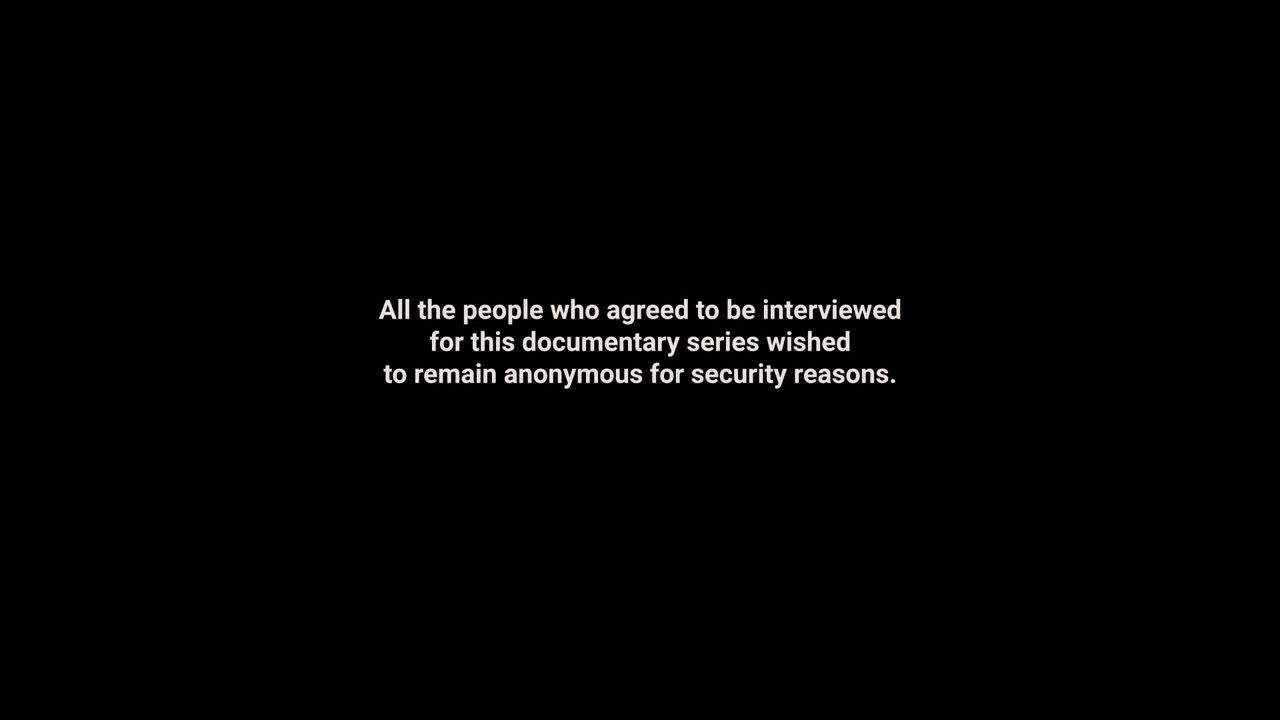 All the people who agreed to be interviewed
for this documentary series wished
to remain anonymous for security reasons.